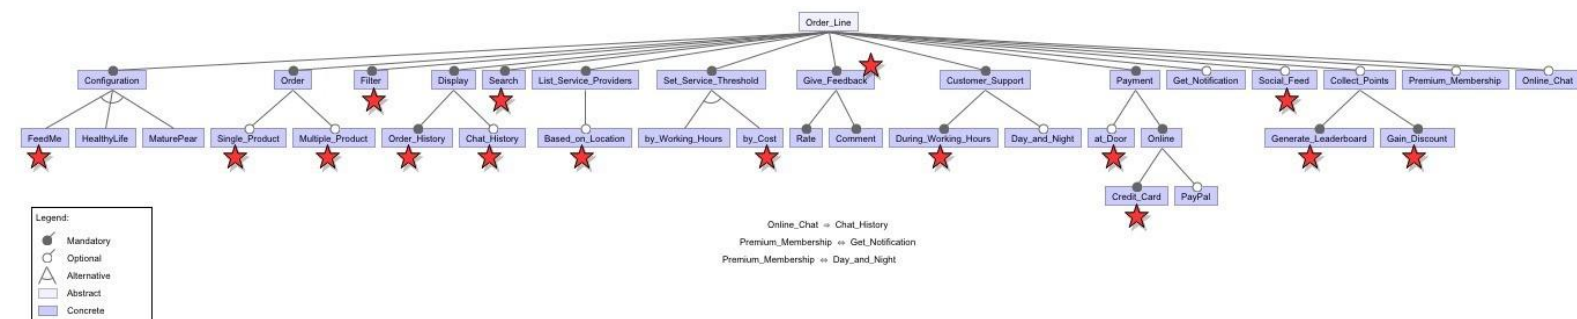 Order_Line
Configuration Order Filter Display Search List_Service_Providers Set_Service_Threshold Give_Feedback Customer_Support Payment Get_Notification Social_Feed Collect_Points Premium_Membership Online_Chat
FeedMe HealthyLife MaturePear Single_Product Multiple_Product Order_History Chat_History Based_on_Location by_Working_Hours by_Cost Rate Comment During_Working_Hours Day_and_Night at_Door Online Generate_Leaderboard Gain_Discount
Credit_Card PayPal
Legend:
Mandatory
Optional
Alternative
Abstract
Concrete
Online_Chat ⇒ Chat_History
Premium_Membership ⇔ Get_Notification
Premium_Membership ⇔ Day_and_Night